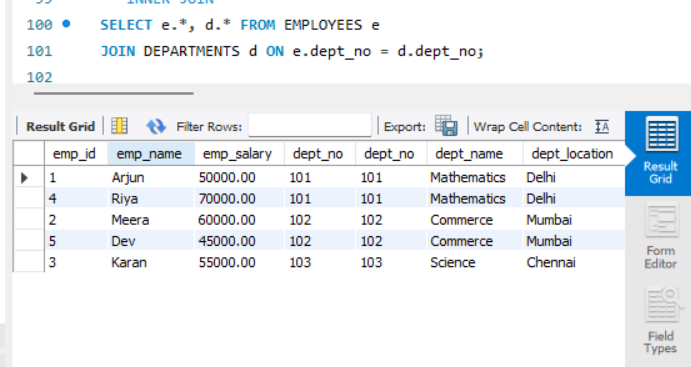 99 INNER JOIN
100 SELECT e.*, d.* FROM EMPLOYEES e
101 JOIN DEPARTMENTS d ON e.dept_no = d.dept_no;
102
Result Grid Filter Rows: Export: Wrap Cell Content: IA
emp_id emp_name emp_salary dept_no dept_no dept_name dept_location
1 Arjun 50000.00 101 101 Mathematics Delhi
4 Riya 70000.00 101 101 Mathematics Delhi
2 Meera 60000.00 102 102 Commerce Mumbai
5 Dev 45000.00 102 102 Commerce Mumbai
3 Karan 55000.00 103 103 Science Chennai
Result
Grid
Form
Editor
Field
Types